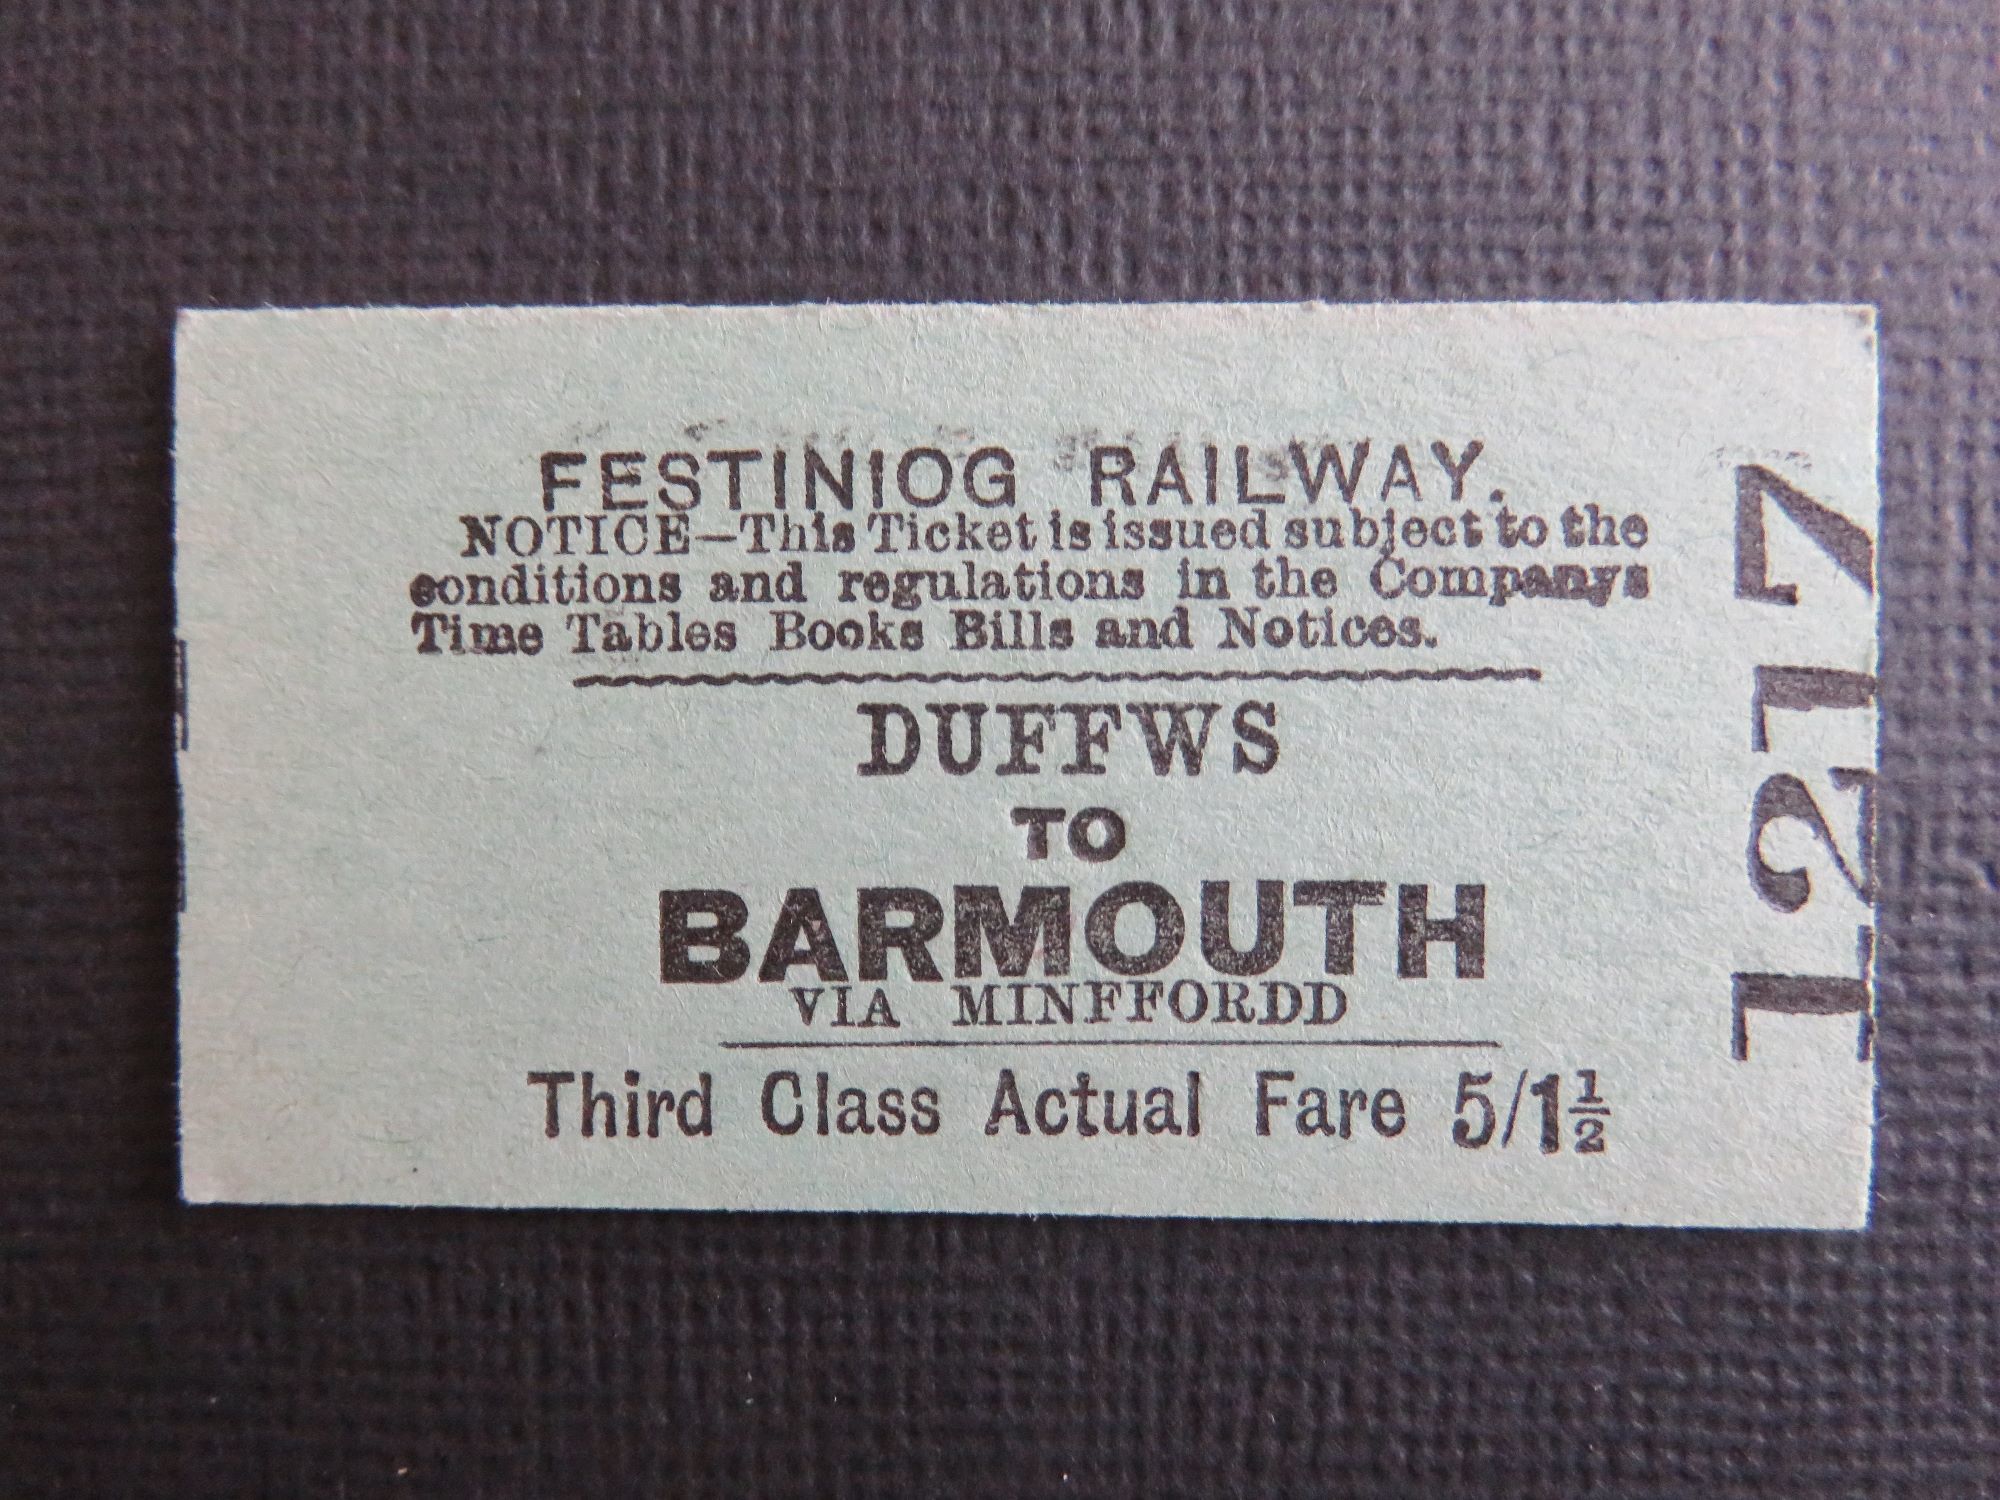 FESTINIOG RAILWAY.
NOTICE—This Ticket is issued subject to the
conditions and regulations in the Companys
Time Tables Books Bills and Notices.
DUFFWS
TO
BARMOUTH
VIA MINFFORDD
Third Class Actual Fare 5/1½
1217